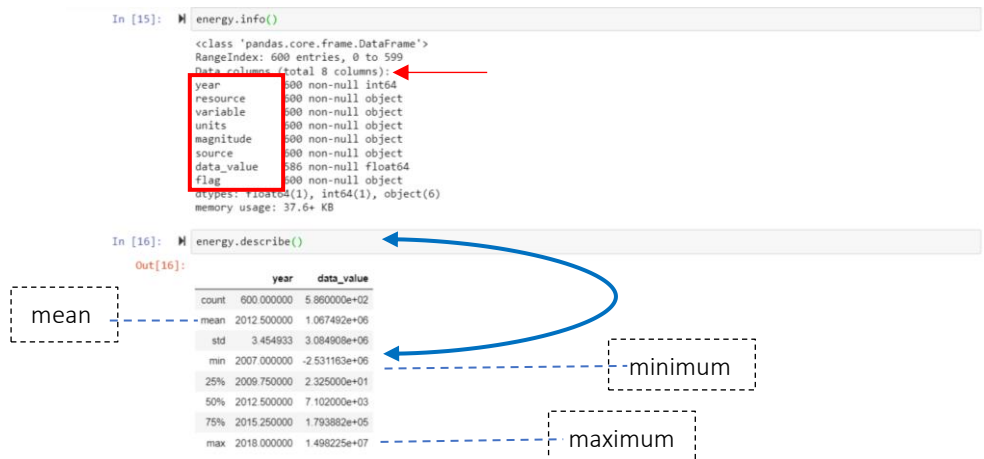 In [15]: energy.info()
<class 'pandas.core.frame.DataFrame'>
RangeIndex: 600 entries, 0 to 599
Data columns (total 8 columns):
year 600 non-null int64
resource 600 non-null object
variable 600 non-null object
units 600 non-null object
magnitude 600 non-null object
source 600 non-null object
data_value 586 non-null float64
flag 600 non-null object
dtypes: float64(1), int64(1), object(6)
memory usage: 37.6+ KB
In [16]: energy.describe()
Out[16]:
year data_value
count 600.000000 5.860000e+02
mean mean 2012.500000 1.067492e+06
std 3.454933 3.084908e+06
min 2007.000000 -2.531163e+06 minimum
25% 2009.750000 2.325000e+01
50% 2012.500000 7.102000e+03
75% 2015.250000 1.793882e+05
max 2018.000000 1.498225e+07 maximum